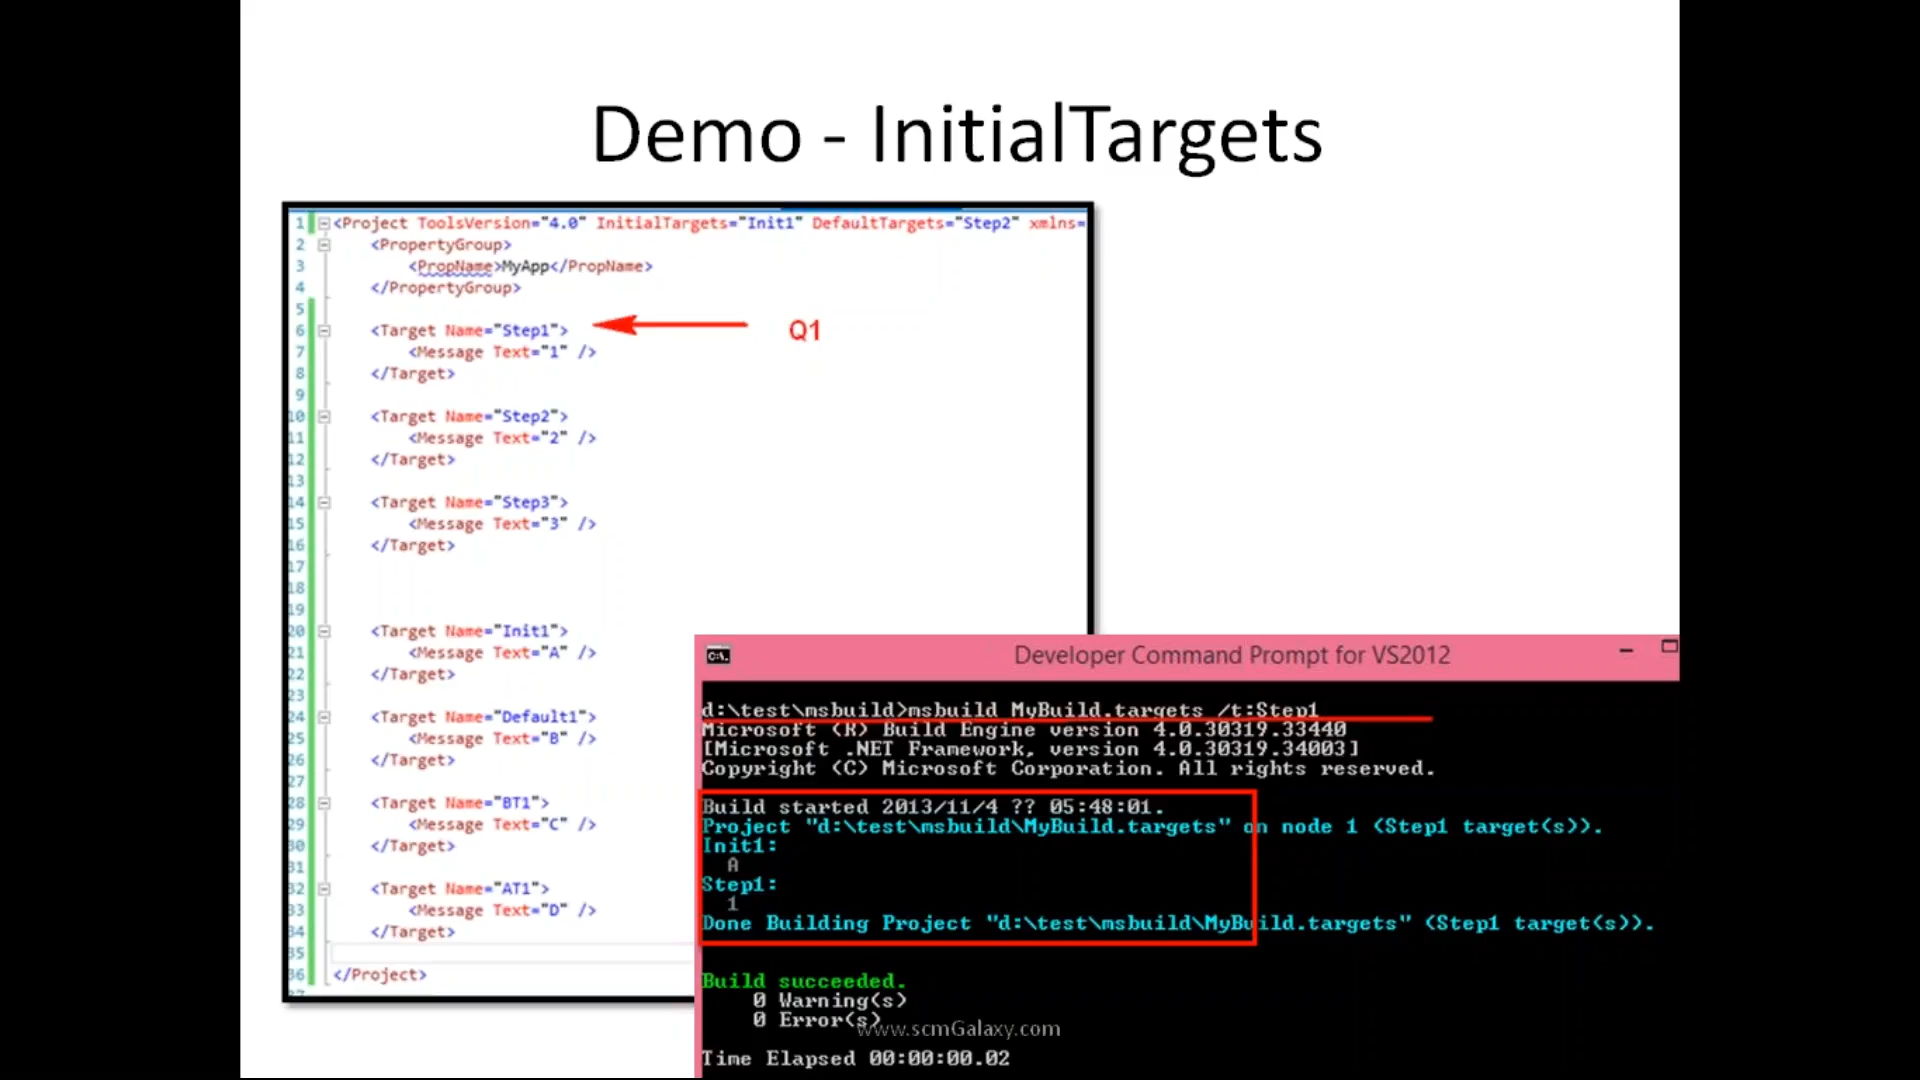 Demo - InitialTargets
1 <Project ToolsVersion="4.0" InitialTargets="Init1" DefaultTargets="Step2" xmlns=
2 <PropertyGroup>
3 <PropName>MyApp</PropName>
4 </PropertyGroup>
5
6 <Target Name="Step1">
Q1
7 <Message Text="1" />
8 </Target>
9
10 <Target Name="Step2">
11 <Message Text="2" />
12 </Target>
13
14 <Target Name="Step3">
15 <Message Text="3" />
16 </Target>
17
18
19
20 <Target Name="Init1">
21 <Message Text="A" />
22 </Target>
23
24 <Target Name="Default1">
25 <Message Text="B" />
26 </Target>
27
28 <Target Name="BT1">
29 <Message Text="C" />
30 </Target>
31
32 <Target Name="AT1">
33 <Message Text="D" />
34 </Target>
35
36 </Project>
C:\.
Developer Command Prompt for VS2012
d:\test\msbuild>msbuild MyBuild.targets /t:Step1
Microsoft (R) Build Engine version 4.0.30319.33440
[Microsoft .NET Framework, version 4.0.30319.34003]
Copyright (C) Microsoft Corporation. All rights reserved.
Build started 2013/11/4 ?? 05:48:01.
Project "d:\test\msbuild\MyBuild.targets" on node 1 (Step1 target(s)).
Init1:
A
Step1:
1
Done Building Project "d:\test\msbuild\MyBuild.targets" (Step1 target(s)).
Build succeeded.
0 Warning(s)
0 Error(s)
www.scmGalaxy.com
Time Elapsed 00:00:00.02